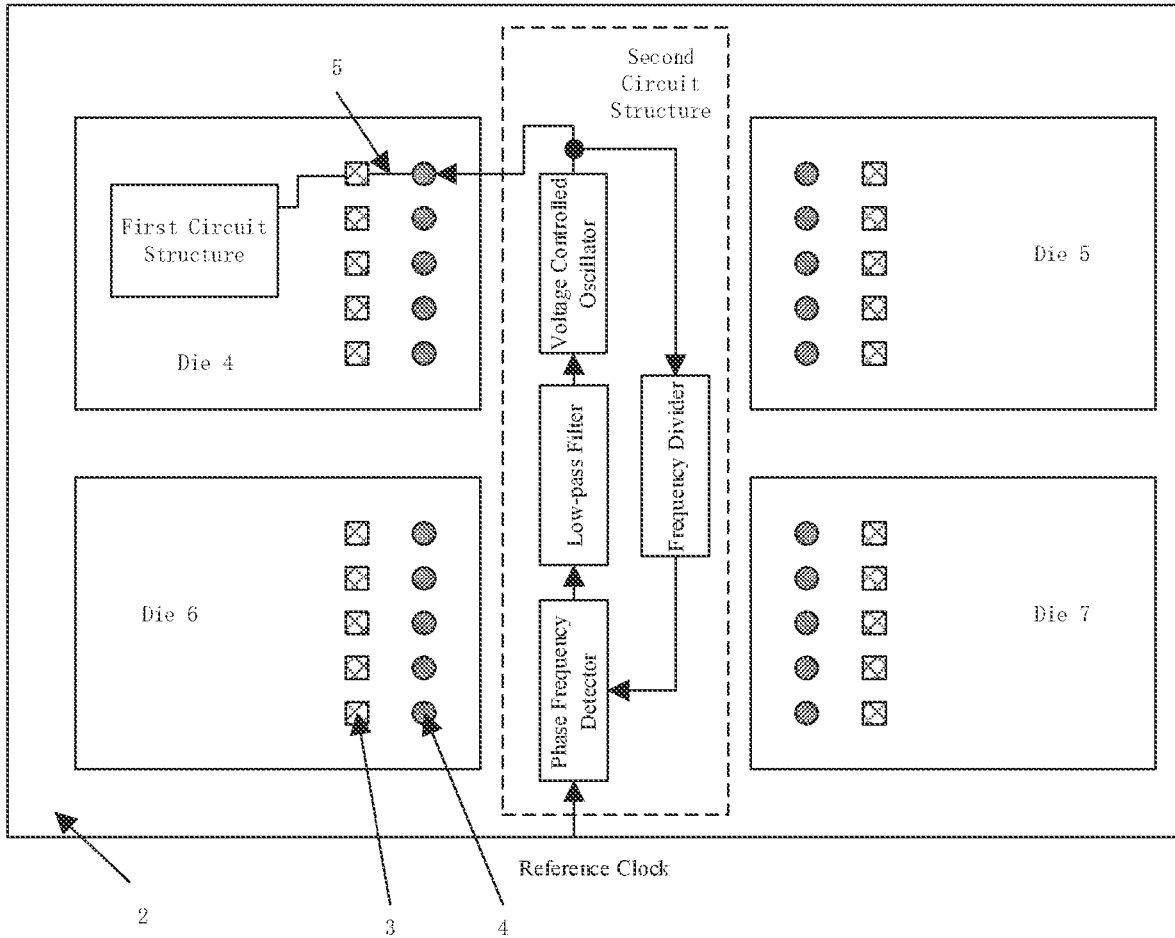 Second
Circuit
Structure
5
First Circuit
Structure
Die 4
Voltage Controlled
Oscillator
Die 5
Low-pass Filter
Frequency Divider
Die 6
Phase Frequency
Detector
Die 7
Reference Clock
2
3
4